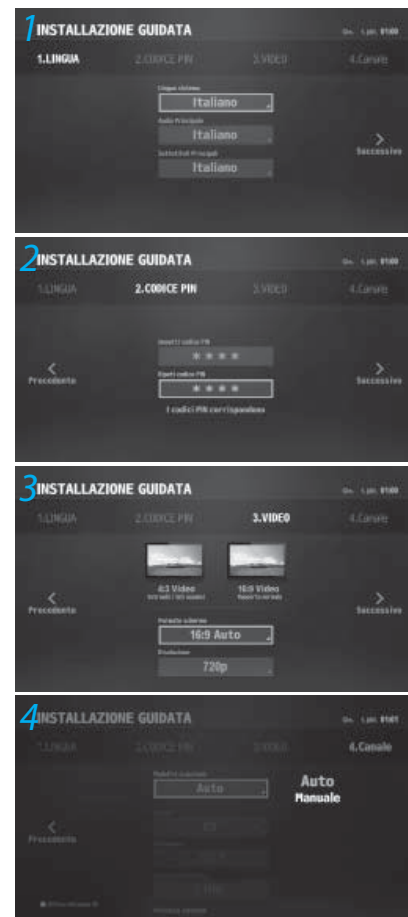 1 INSTALLAZIONE GUIDATA
1.LINGUA 2.CODICE PIN 3.VIDEO 4.Canale
Lingua sistema
Italiano
Audio Principale
Italiano
Sottotitoli Principali
Italiano
Successivo
2 INSTALLAZIONE GUIDATA
1.LINGUA 2.CODICE PIN 3.VIDEO 4.Canale
Immetti codice PIN
* * * *
Ripeti codice PIN
* * * *
I codici PIN corrispondono
Precedente
Successivo
3 INSTALLAZIONE GUIDATA
1.LINGUA 2.CODICE PIN 3.VIDEO 4.Canale
4:3 Video
16:9 Video
Precedente
Successivo
Formato schermo
16:9 Auto
Risoluzione
720p
4 INSTALLAZIONE GUIDATA
1.LINGUA 2.CODICE PIN 3.VIDEO 4.Canale
Auto
Auto
Manuale
Precedente